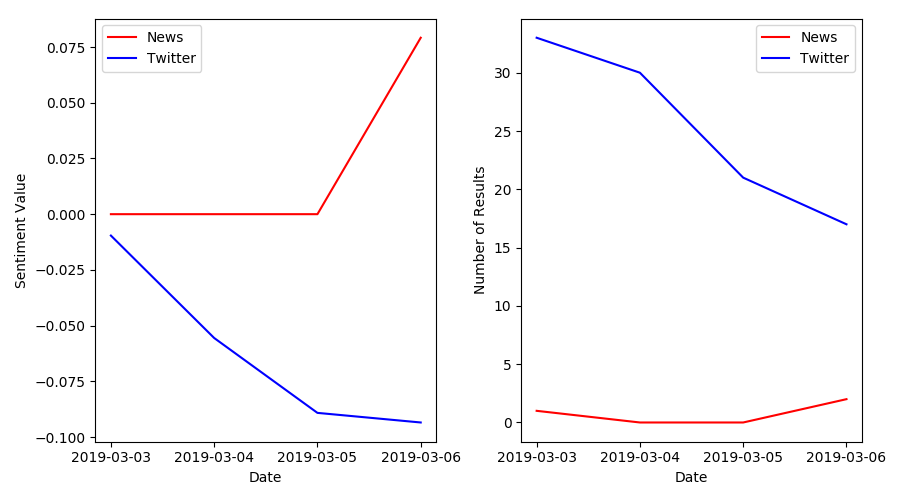 News
Twitter
0.075
0.050
0.025
0.000
−0.025
−0.050
−0.075
−0.100
Sentiment Value
2019-03-03 2019-03-04 2019-03-05 2019-03-06
Date
News
Twitter
30
25
20
15
10
5
0
Number of Results
2019-03-03 2019-03-04 2019-03-05 2019-03-06
Date